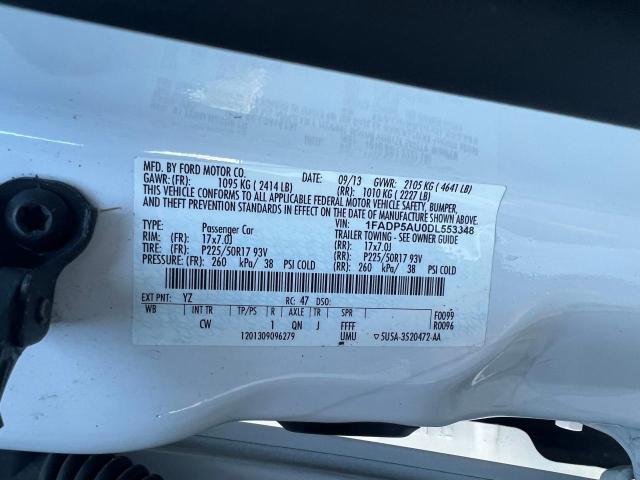 MFD. BY FORD MOTOR CO. DATE: 09/13 GVWR: 2105 KG ( 4641 LB)
GAWR: (FR): 1095 KG ( 2414 LB) (RR): 1010 KG ( 2227 LB)
THIS VEHICLE CONFORMS TO ALL APPLICABLE FEDERAL MOTOR VEHICLE SAFETY, BUMPER,
AND THEFT PREVENTION STANDARDS IN EFFECT ON THE DATE OF MANUFACTURE SHOWN ABOVE.
VIN: 1FADP5AU0DL553348
TYPE: Passenger Car TRAILER TOWING - SEE OWNER GUIDE
RIM: (FR): 17x7.0J (RR): 17x7.0J
TIRE: (FR): P225/50R17 93V (RR): P225/50R17 93V
PRESSURE: (FR): 260 kPa/ 38 PSI COLD (RR): 260 kPa/ 38 PSI COLD
EXT PNT: YZ RC: 47 DSO: F0099
WB INT TR TP/PS R AXLE TR SPR R0096
CW 1 QN J FFFF
1201309096279 UMU 5U5A-3520472-AA